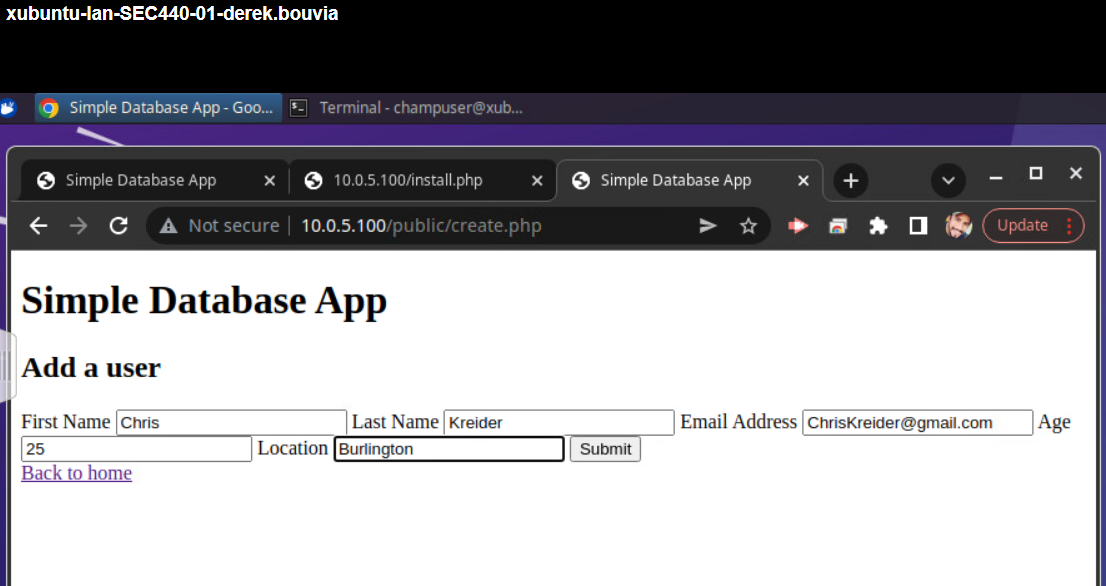 xubuntu-lan-SEC440-01-derek.bouvia
Simple Database App - Goo... Terminal - champuser@xub...
Simple Database App 10.0.5.100/install.php Simple Database App
Not secure 10.0.5.100/public/create.php Update
Simple Database App
Add a user
First Name Chris Last Name Kreider Email Address ChrisKreider@gmail.com Age
25 Location Burlington Submit
Back to home